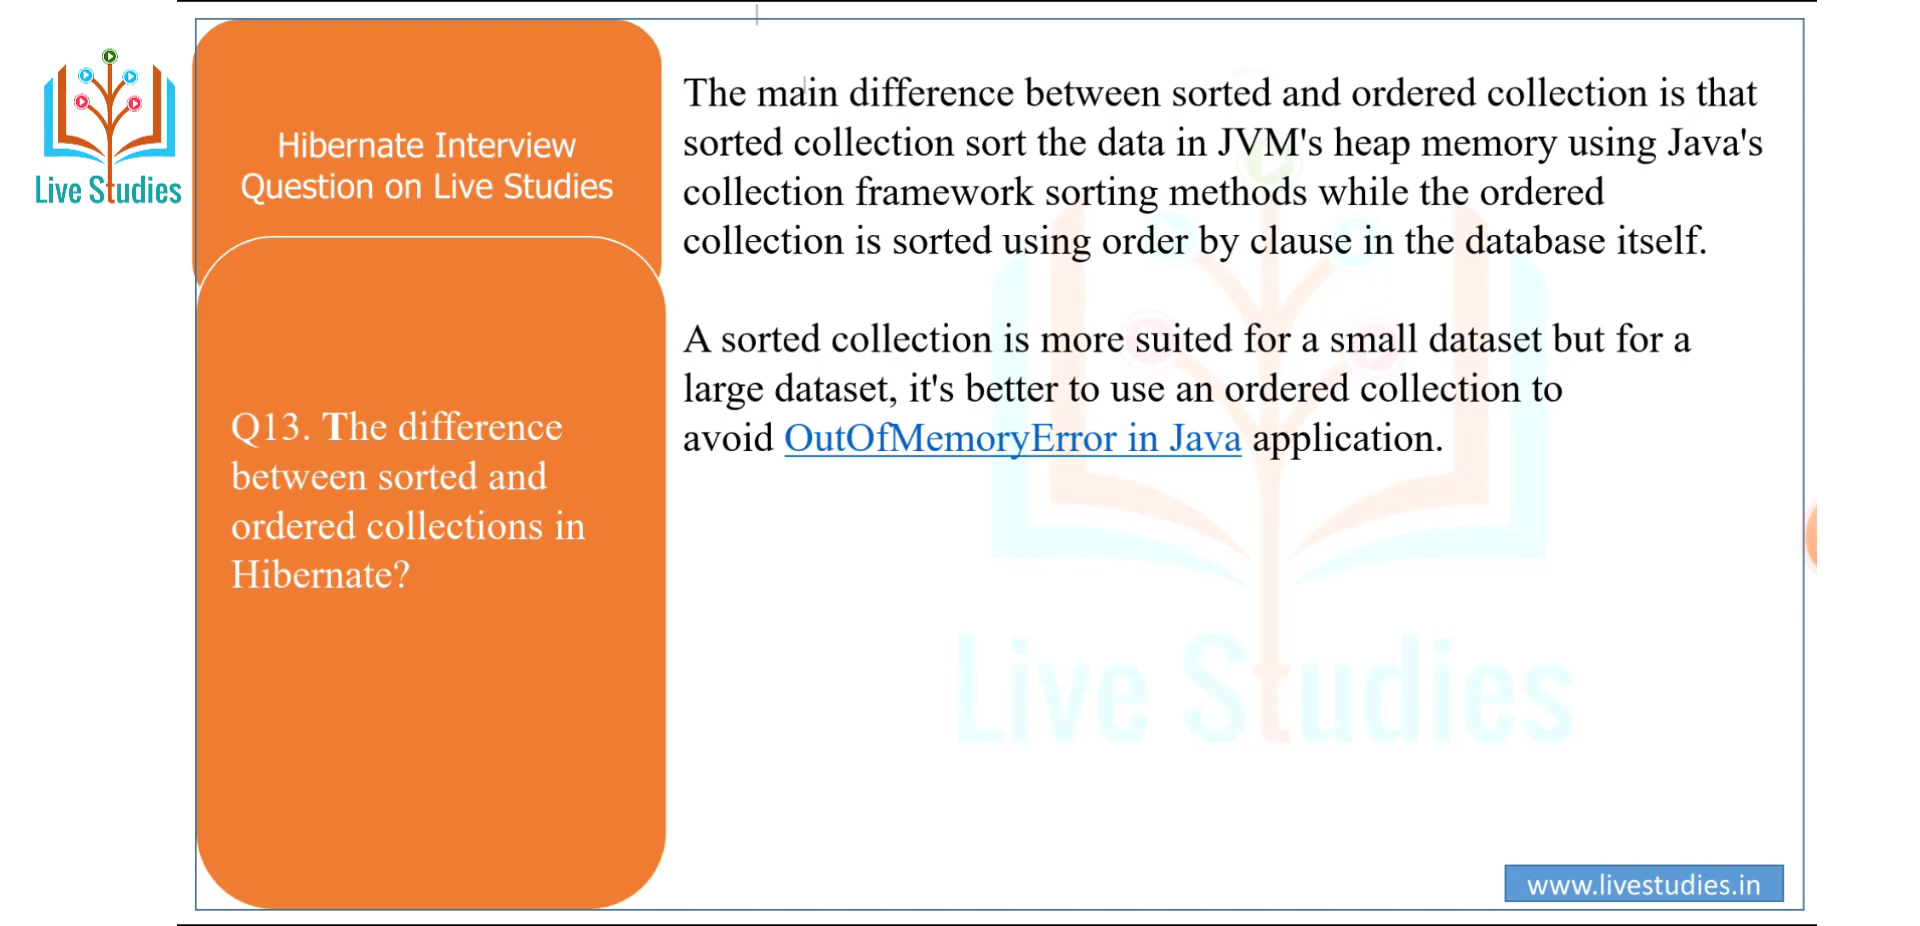 Live Studies
Hibernate Interview
Question on Live Studies
Q13. The difference
between sorted and
ordered collections in
Hibernate?
The main difference between sorted and ordered collection is that
sorted collection sort the data in JVM's heap memory using Java's
collection framework sorting methods while the ordered
collection is sorted using order by clause in the database itself.
A sorted collection is more suited for a small dataset but for a
large dataset, it's better to use an ordered collection to
avoid OutOfMemoryError in Java application.
Live Studies
www.livestudies.in